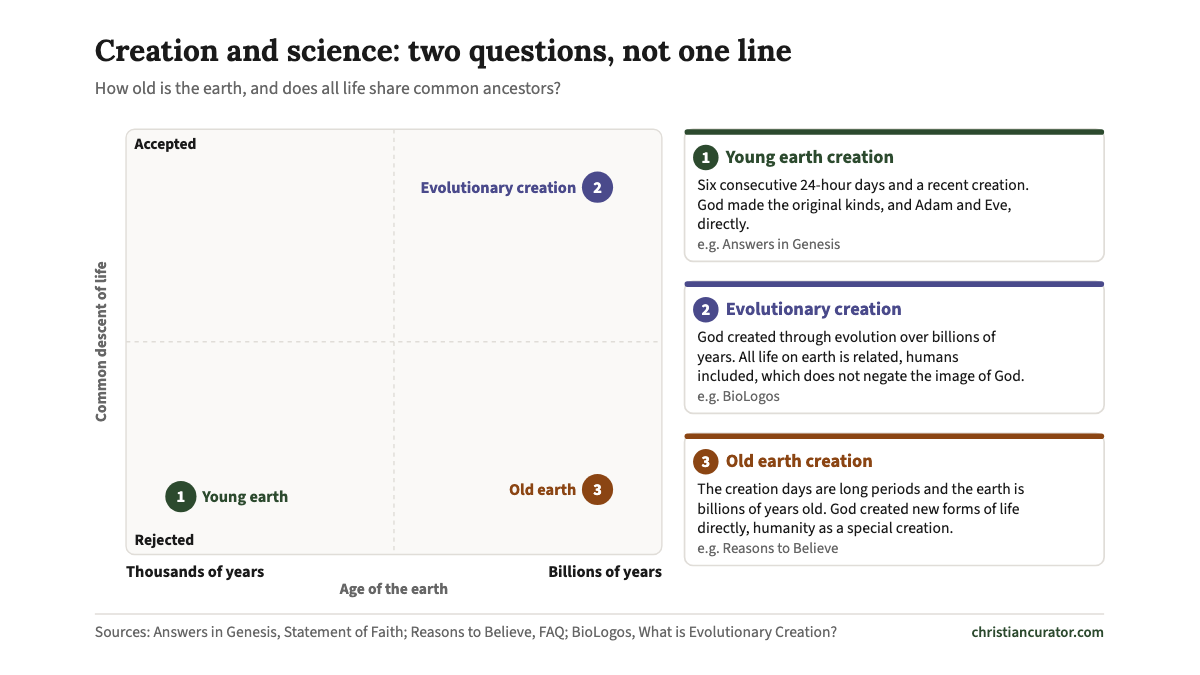 Creation and science: two questions, not one line
How old is the earth, and does all life share common ancestors?
Accepted
Evolutionary creation 2
Common descent of life
1 Young earth
Old earth 3
Rejected
Thousands of years
Billions of years
Age of the earth
1 Young earth creation
Six consecutive 24-hour days and a recent creation.
God made the original kinds, and Adam and Eve,
directly.
e.g. Answers in Genesis
2 Evolutionary creation
God created through evolution over billions of
years. All life on earth is related, humans
included, which does not negate the image of God.
e.g. BioLogos
3 Old earth creation
The creation days are long periods and the earth is
billions of years old. God created new forms of life
directly, humanity as a special creation.
e.g. Reasons to Believe
Sources: Answers in Genesis, Statement of Faith; Reasons to Believe, FAQ; BioLogos, What is Evolutionary Creation?
christiancurator.com